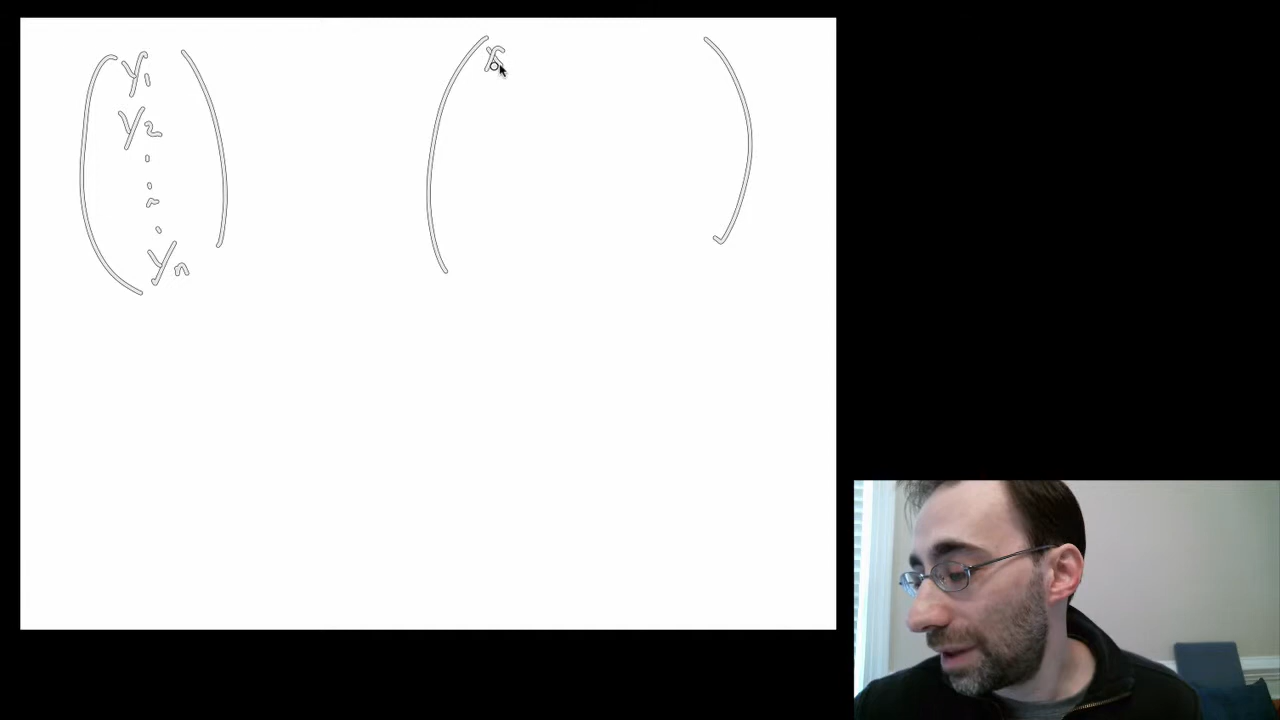 y1
y2
.
.
.
.
yn
x